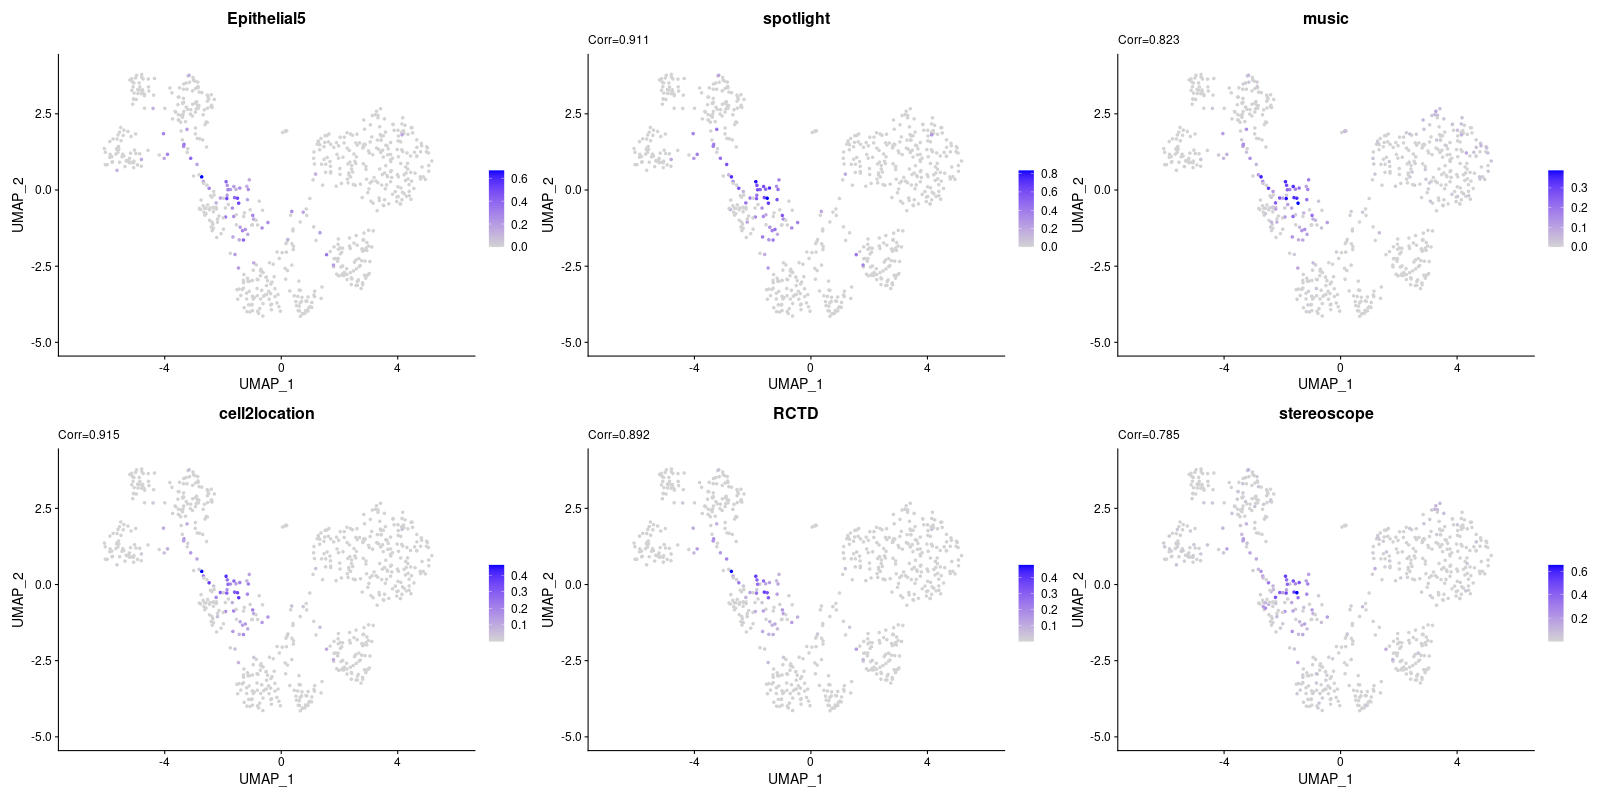 Epithelial5
spotlight
music
Corr=0.911
Corr=0.823
2.5
0.0
-2.5
-5.0
UMAP_2
-4
0
4
UMAP_1
0.6
0.4
0.2
0.0
2.5
0.0
-2.5
-5.0
UMAP_2
-4
0
4
UMAP_1
0.8
0.6
0.4
0.2
0.0
2.5
0.0
-2.5
-5.0
UMAP_2
-4
0
4
UMAP_1
0.3
0.2
0.1
0.0
cell2location
RCTD
stereoscope
Corr=0.915
Corr=0.892
Corr=0.785
2.5
0.0
-2.5
-5.0
UMAP_2
-4
0
4
UMAP_1
0.4
0.3
0.2
0.1
2.5
0.0
-2.5
-5.0
UMAP_2
-4
0
4
UMAP_1
0.4
0.3
0.2
0.1
2.5
0.0
-2.5
-5.0
UMAP_2
-4
0
4
UMAP_1
0.6
0.4
0.2